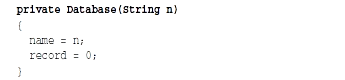 private Database(String n)
{
name = n;
record = 0;
}